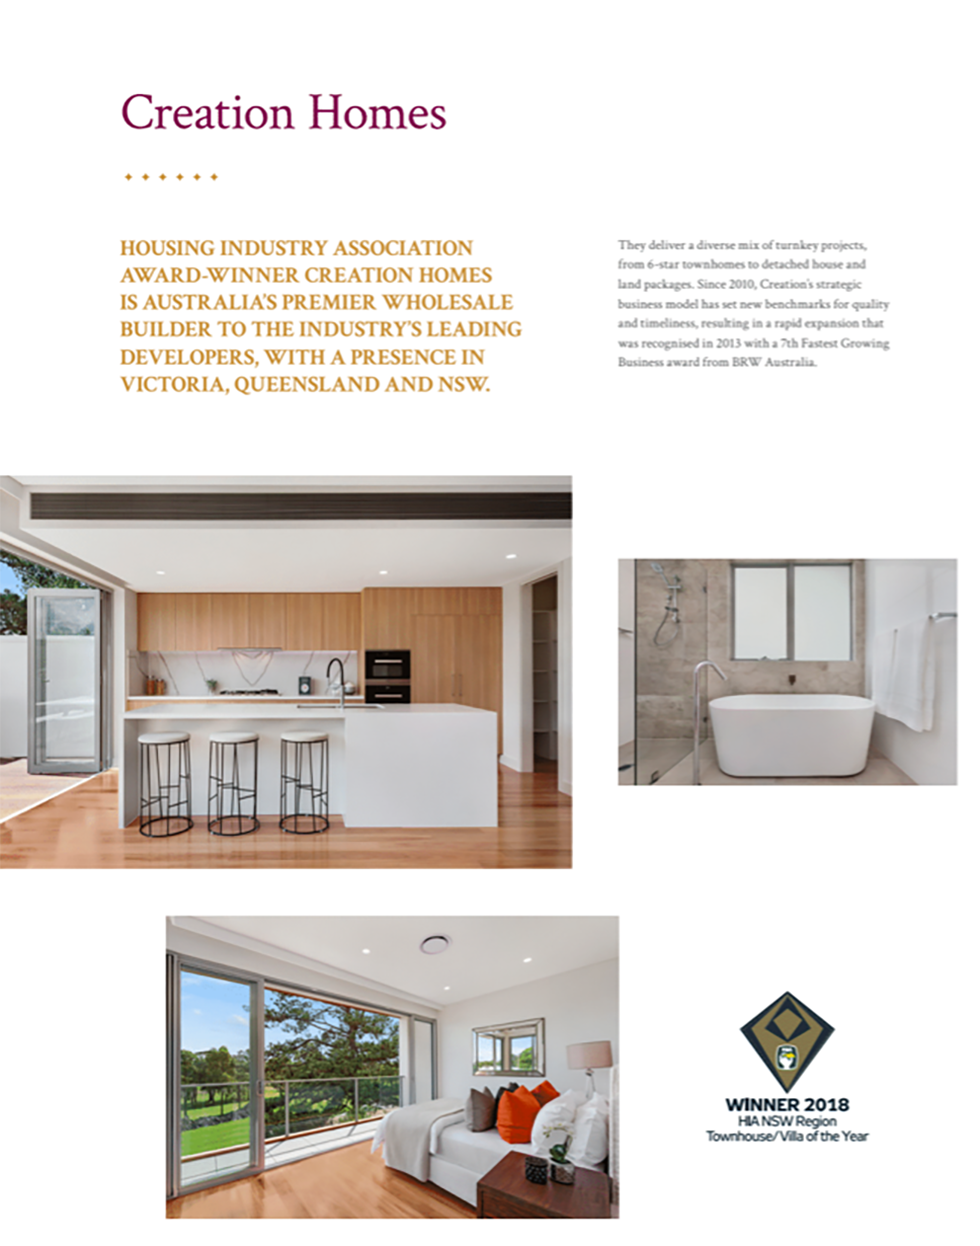 Creation Homes
HOUSING INDUSTRY ASSOCIATION
AWARD-WINNER CREATION HOMES
IS AUSTRALIA'S PREMIER WHOLESALE
BUILDER TO THE INDUSTRY'S LEADING
DEVELOPERS, WITH A PRESENCE IN
VICTORIA, QUEENSLAND AND NSW.
They deliver a diverse mix of turnkey projects,
from 6-star townhomes to detached house and
land packages. Since 2010, Creation's strategic
business model has set new benchmarks for quality
and timeliness, resulting in a rapid expansion that
was recognised in 2013 with a 7th Fastest Growing
Business award from BRW Australia.
WINNER 2018
HIA NSW Region
Townhouse/Villa of the Year